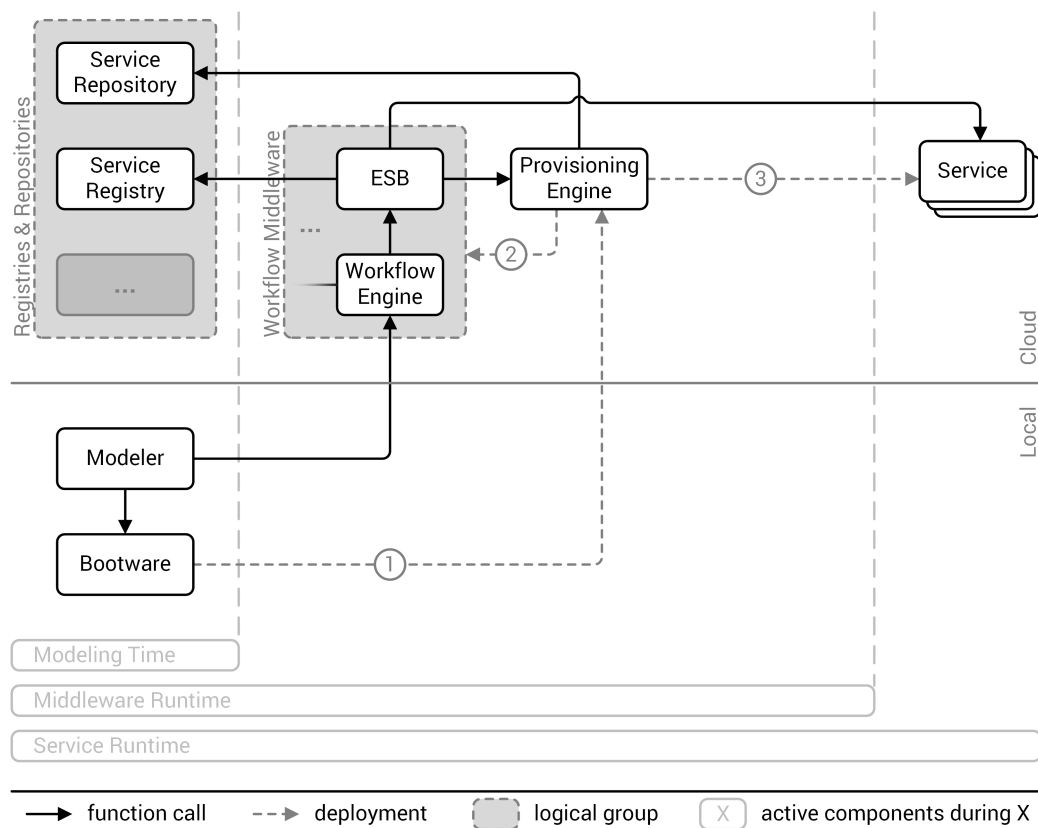 Service
Repository
Service
Registry
...
Registries & Repositories
Workflow Middleware
ESB
...
Workflow
Engine
Provisioning
Engine
3
2
Service
Cloud
Local
Modeler
Bootware
1
Modeling Time
Middleware Runtime
Service Runtime
function call
deployment
logical group
X
active components during X